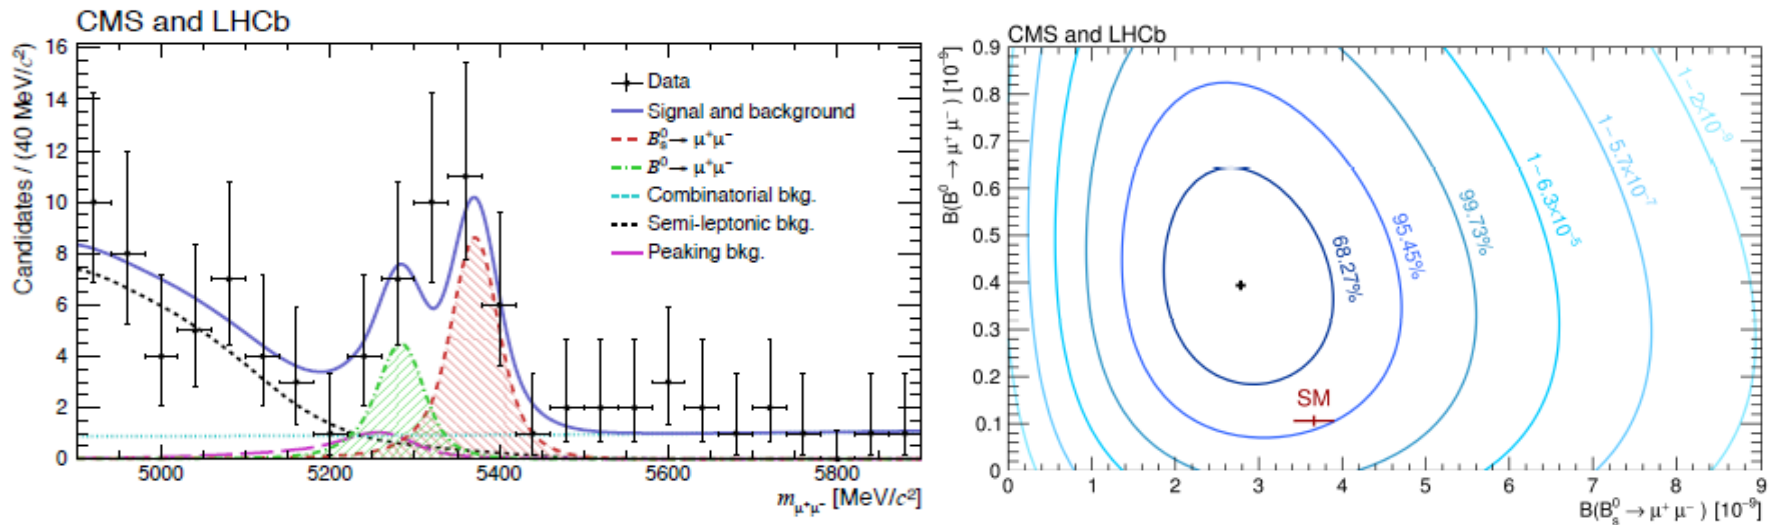 CMS and LHCb
Candidates / (40 MeV/c²)
16
14
12
10
8
6
4
2
0
Data
Signal and background
B⁰ₛ→ μ⁺μ⁻
B⁰→ μ⁺μ⁻
Combinatorial bkg.
Semi-leptonic bkg.
Peaking bkg.
5000 5200 5400 5600 5800
m_μ⁺μ⁻ [MeV/c²]
CMS and LHCb
B(B⁰→ μ⁺ μ⁻) [10⁻⁹]
0.9
0.8
0.7
0.6
0.5
0.4
0.3
0.2
0.1
0
68.27%
95.45%
99.73%
1−6.3×10⁻⁵
1−5.7×10⁻⁷
1−2×10⁻⁹
SM
0 1 2 3 4 5 6 7 8 9
B(B⁰ₛ→ μ⁺ μ⁻) [10⁻⁹]